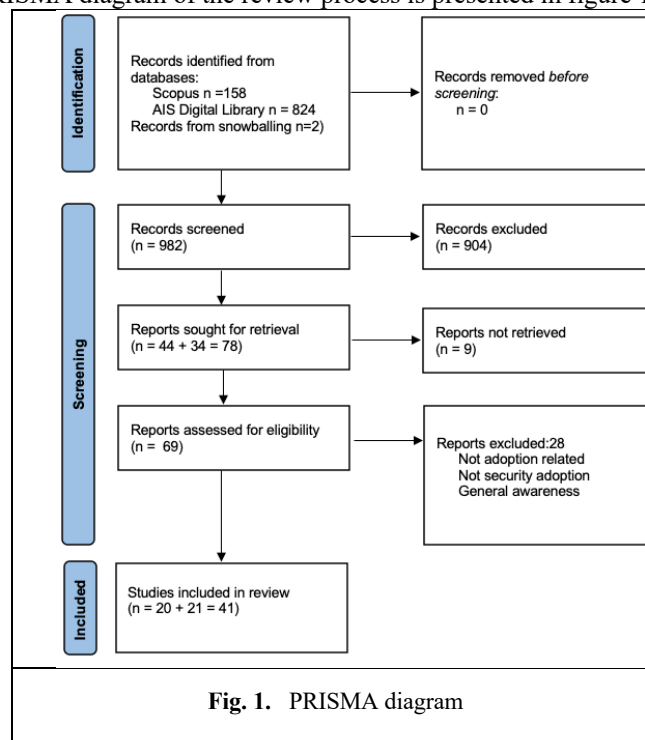 RISMA diagram of the review process is presented in figure 1
Identification
Records identified from
databases:
Scopus n =158
AIS Digital Library n = 824
Records from snowballing n=2)
Records removed before
screening:
n = 0
Screening
Records screened
(n = 982)
Records excluded
(n = 904)
Reports sought for retrieval
(n = 44 + 34 = 78)
Reports not retrieved
(n = 9)
Reports assessed for eligibility
(n = 69)
Reports excluded:28
Not adoption related
Not security adoption
General awareness
Included
Studies included in review
(n = 20 + 21 = 41)
Fig. 1. PRISMA diagram